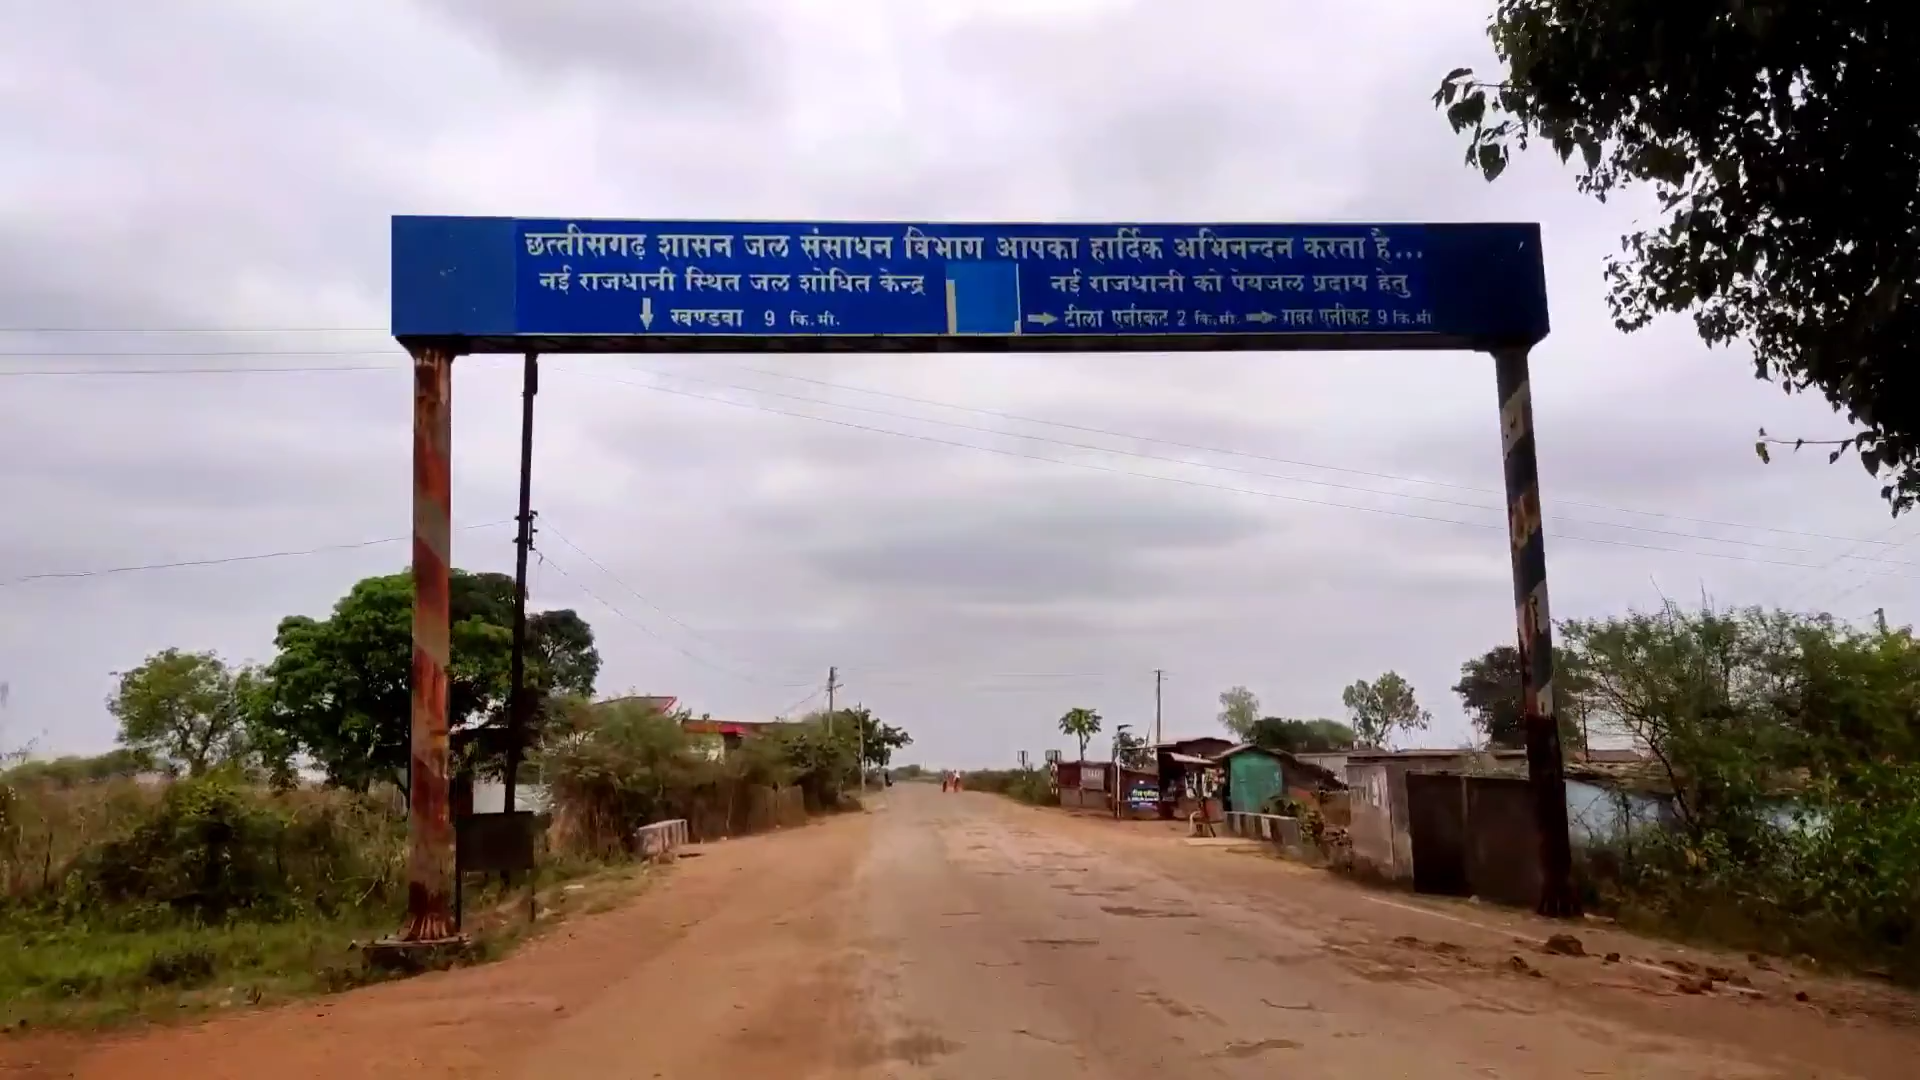 छत्तीसगढ़ शासन जल संसाधन विभाग आपका हार्दिक अभिनन्दन करता है...
नई राजधानी स्थित जल शोधित केन्द्र
↓ खण्डवा 9 कि.मी.
नई राजधानी को पेयजल प्रदाय हेतु
→ टीला एनीकट 2 कि.मी. → रावर एनीकट 9 कि.मी